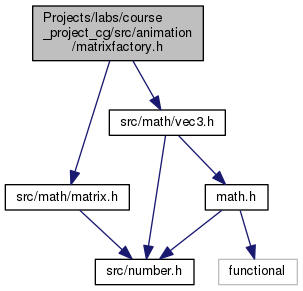 Projects/labs/course
_project_cg/src/animation
/matrixfactory.h
src/math/vec3.h
src/math/matrix.h
math.h
src/number.h
functional